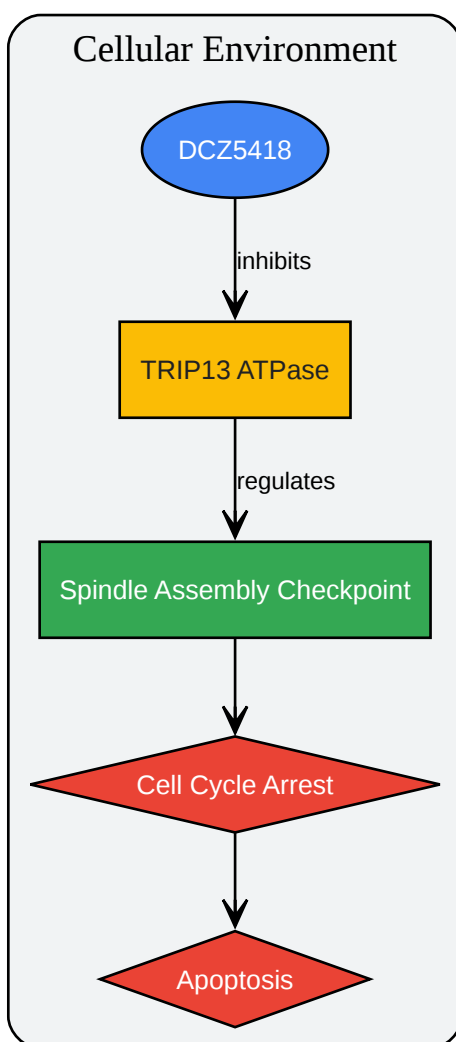 Cellular Environment
DCZ5418
inhibits
TRIP13 ATPase
regulates
Spindle Assembly Checkpoint
Cell Cycle Arrest
Apoptosis